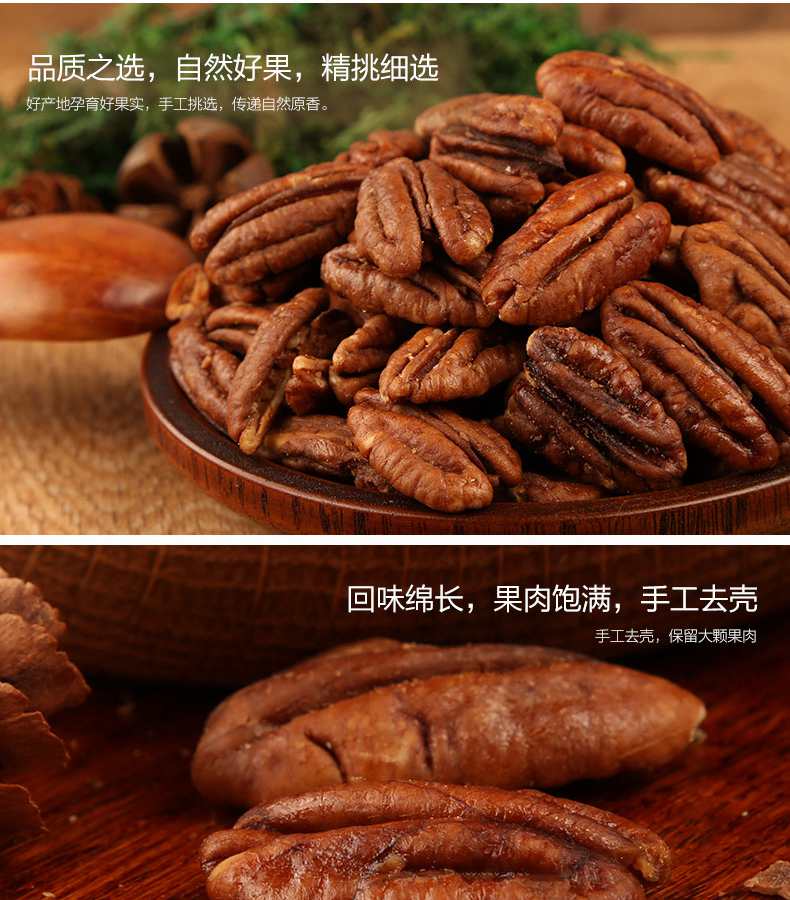 品质之选，自然好果，精挑细选
好产地孕育好果实，手工挑选，传递自然原香。
回味绵长，果肉饱满，手工去壳
手工去壳，保留大颗果肉